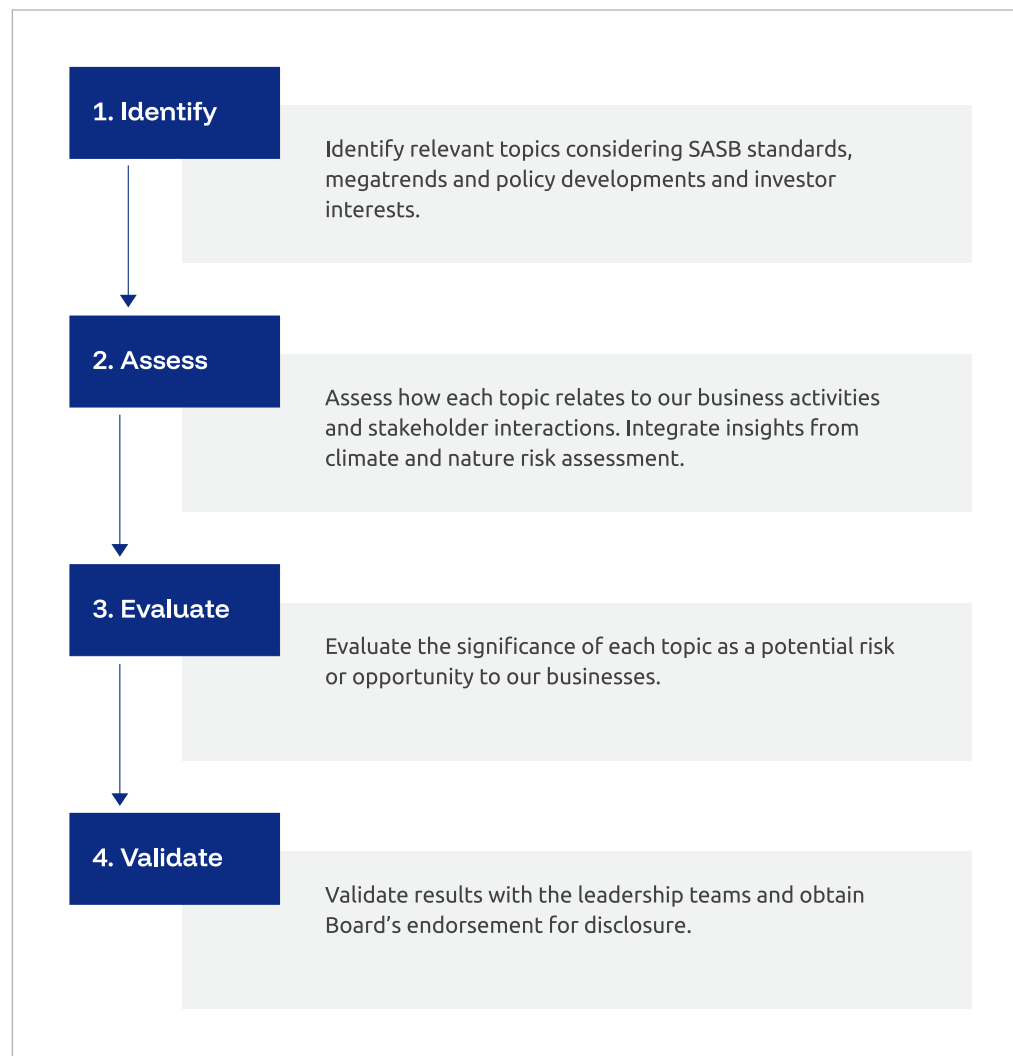 1. Identify
Identify relevant topics considering SASB standards,
megatrends and policy developments and investor
interests.
2. Assess
Assess how each topic relates to our business activities
and stakeholder interactions. Integrate insights from
climate and nature risk assessment.
3. Evaluate
Evaluate the significance of each topic as a potential risk
or opportunity to our businesses.
4. Validate
Validate results with the leadership teams and obtain
Board’s endorsement for disclosure.